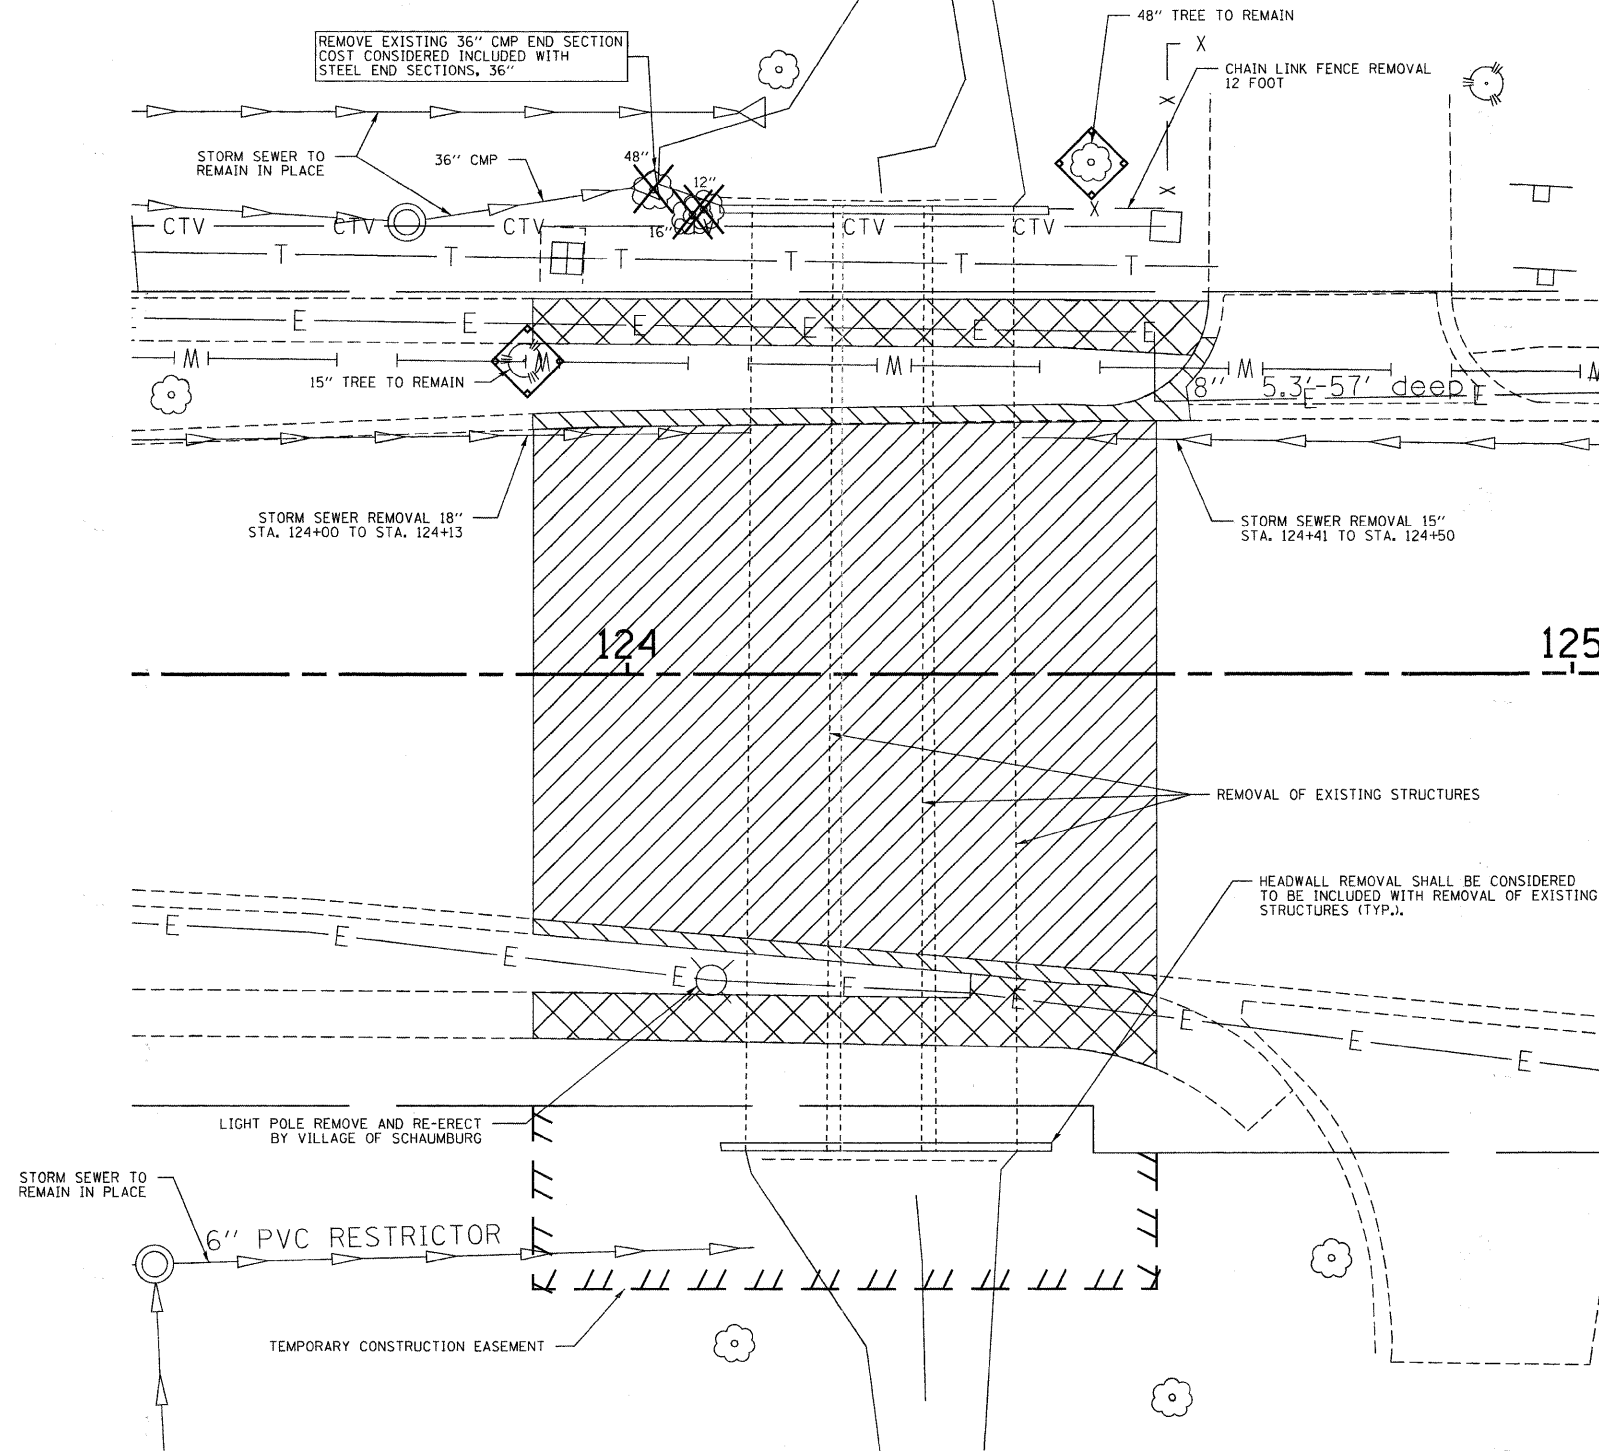 48" TREE TO REMAIN
REMOVE EXISTING 36" CMP END SECTION
COST CONSIDERED INCLUDED WITH
STEEL END SECTIONS, 36"
X
CHAIN LINK FENCE REMOVAL
12 FOOT
X
STORM SEWER TO
REMAIN IN PLACE
36" CMP
48"
12"
X
X
16"
CTV CTV CTV CTV CTV
T T T T T T
E E E E E E
M M M M M
15" TREE TO REMAIN
8" 5.3'-57' deep
E E
STORM SEWER REMOVAL 18"
STA. 124+00 TO STA. 124+13
STORM SEWER REMOVAL 15"
STA. 124+41 TO STA. 124+50
124
125
REMOVAL OF EXISTING STRUCTURES
HEADWALL REMOVAL SHALL BE CONSIDERED
TO BE INCLUDED WITH REMOVAL OF EXISTING
STRUCTURES (TYP.).
E E E E E E E E E
LIGHT POLE REMOVE AND RE-ERECT
BY VILLAGE OF SCHAUMBURG
STORM SEWER TO
REMAIN IN PLACE
6" PVC RESTRICTOR
TEMPORARY CONSTRUCTION EASEMENT